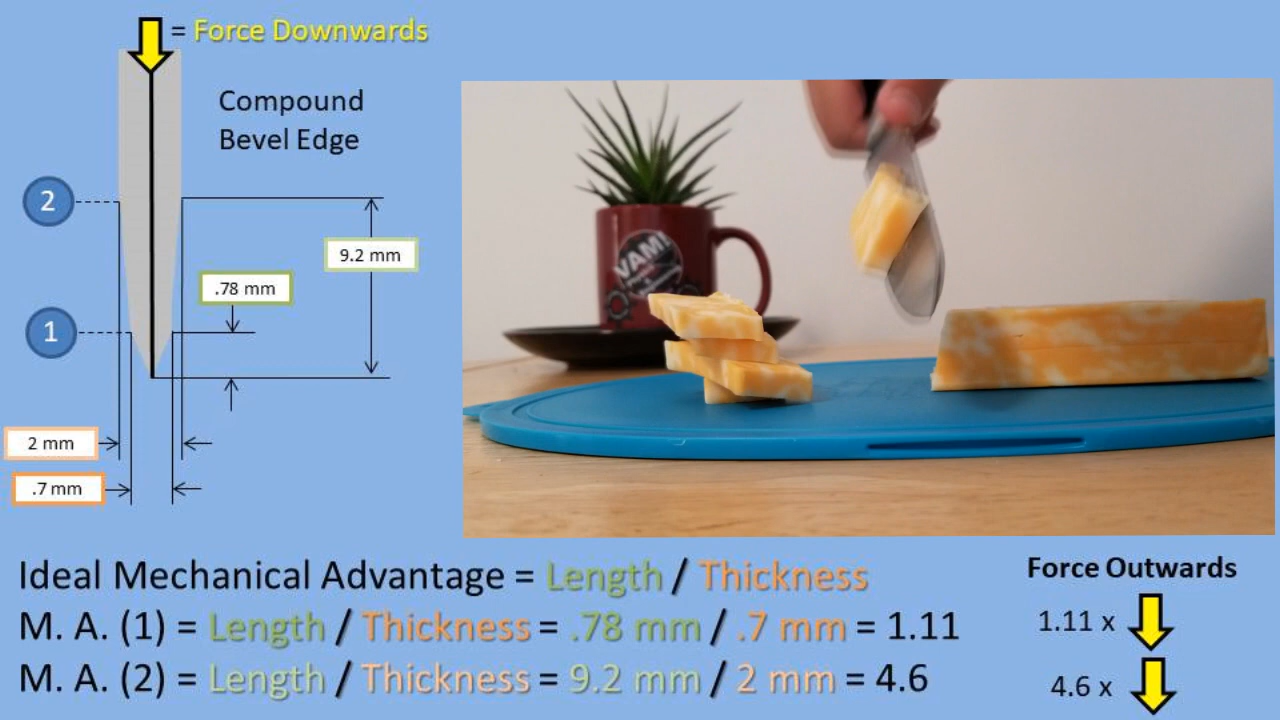 = Force Downwards
Compound
Bevel Edge
2
9.2 mm
.78 mm
1
2 mm
.7 mm
VAMI
Ideal Mechanical Advantage = Length / Thickness
M. A. (1) = Length / Thickness = .78 mm / .7 mm = 1.11
M. A. (2) = Length / Thickness = 9.2 mm / 2 mm = 4.6
Force Outwards
1.11 x
4.6 x